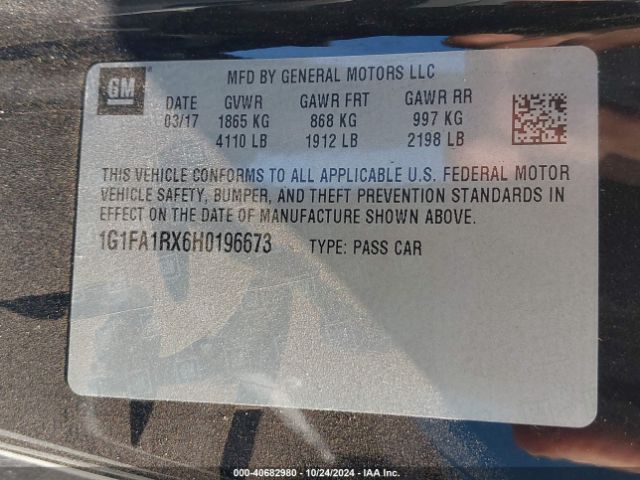 GM
®
MFD BY GENERAL MOTORS LLC
DATE GVWR GAWR FRT GAWR RR
03/17 1865 KG 868 KG 997 KG
4110 LB 1912 LB 2198 LB
THIS VEHICLE CONFORMS TO ALL APPLICABLE U.S. FEDERAL MOTOR
VEHICLE SAFETY, BUMPER, AND THEFT PREVENTION STANDARDS IN
EFFECT ON THE DATE OF MANUFACTURE SHOWN ABOVE.
1G1FA1RX6H0196673 TYPE: PASS CAR
000-40682980 - 10/24/2024 - IAA Inc.